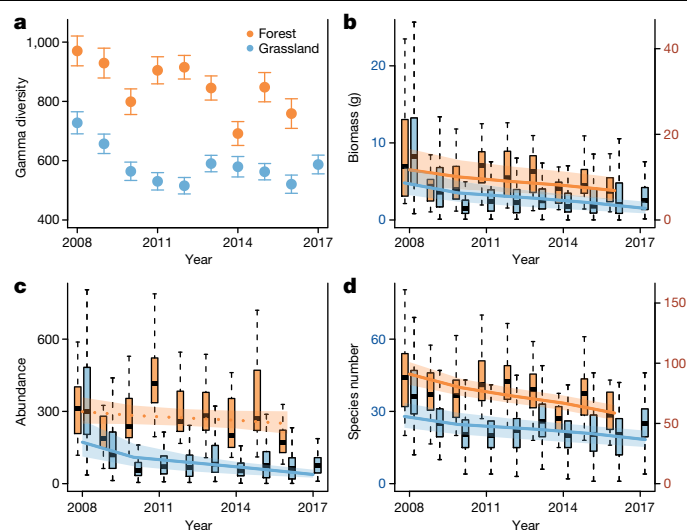 a
Forest
Grassland
1,000
800
600
400
Gamma diversity
2008
2011
2014
2017
Year
b
20
10
0
Biomass (g)
40
20
0
2008
2011
2014
2017
Year
c
600
300
0
Abundance
2008
2011
2014
2017
Year
d
60
30
0
Species number
150
100
50
0
2008
2011
2014
2017
Year